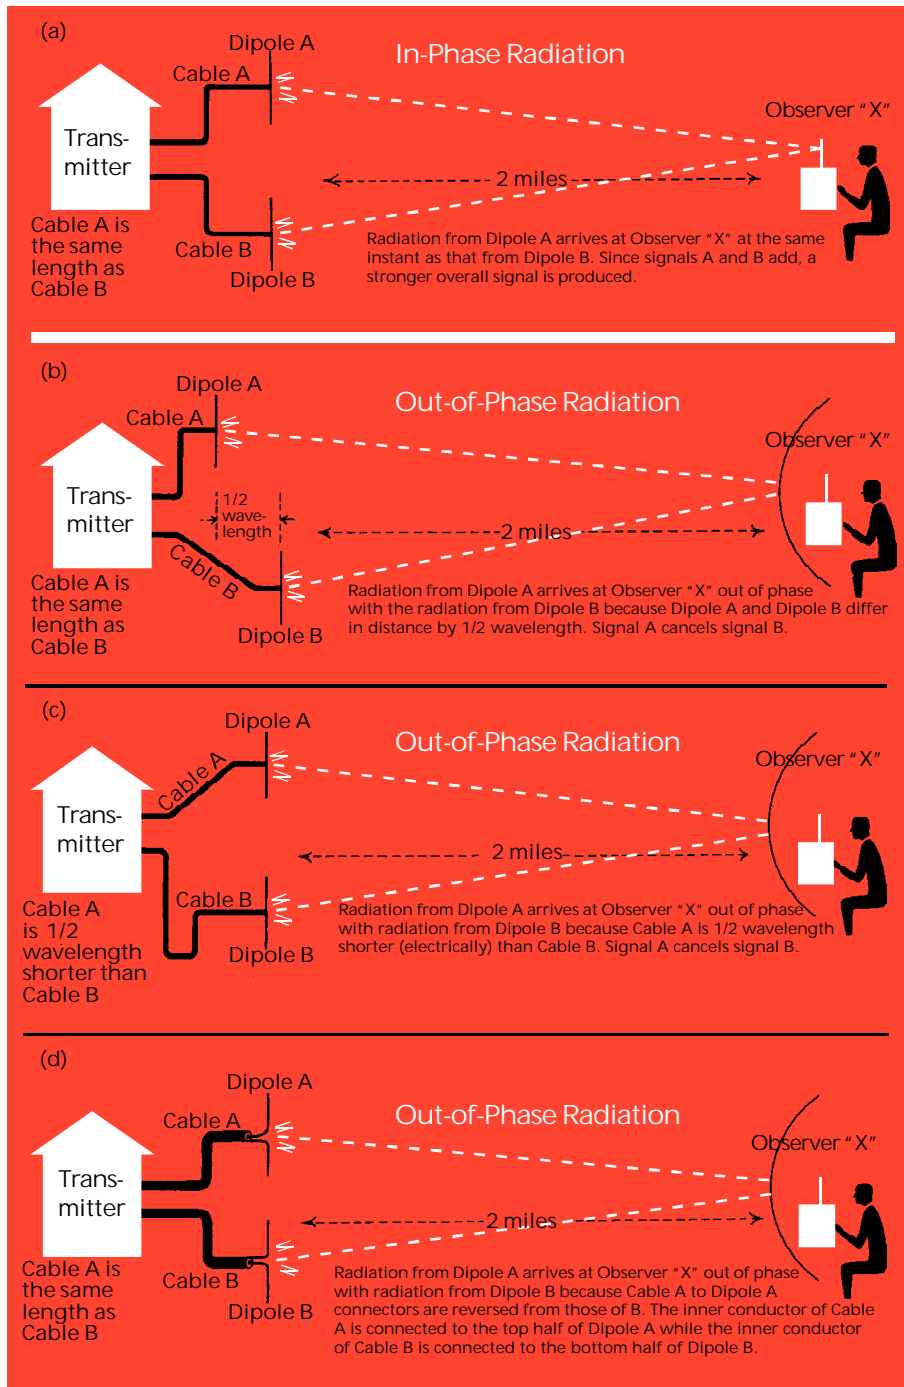 (a)
Dipole A
In-Phase Radiation
Cable A
Observer "X"
Trans-
mitter
2 miles
Cable A is
the same
length as
Cable B
Cable B
Dipole B
Radiation from Dipole A arrives at Observer "X" at the same
instant as that from Dipole B. Since signals A and B add, a
stronger overall signal is produced.
(b)
Dipole A
Out-of-Phase Radiation
Cable A
Observer "X"
Trans-
mitter
1/2
wave-
length
2 miles
Cable B
Cable A is
the same
length as
Cable B
Dipole B
Radiation from Dipole A arrives at Observer "X" out of phase
with the radiation from Dipole B because Dipole A and Dipole B differ
in distance by 1/2 wavelength. Signal A cancels signal B.
(c)
Dipole A
Out-of-Phase Radiation
Cable A
Observer "X"
Trans-
mitter
2 miles
Cable A
is 1/2
wavelength
shorter than
Cable B
Cable B
Dipole B
Radiation from Dipole A arrives at Observer "X" out of phase
with radiation from Dipole B because Cable A is 1/2 wavelength
shorter (electrically) than Cable B. Signal A cancels signal B.
(d)
Dipole A
Out-of-Phase Radiation
Cable A
Observer "X"
Trans-
mitter
2 miles
Cable A is
the same
length as
Cable B
Cable B
Dipole B
Radiation from Dipole A arrives at Observer "X" out of phase
with radiation from Dipole B because Cable A to Dipole A
connectors are reversed from those of B. The inner conductor of Cable
A is connected to the top half of Dipole A while the inner conductor
of Cable B is connected to the bottom half of Dipole B.